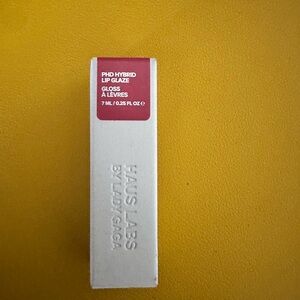 PHD HYBRID
LIP GLAZE
GLOSS
À LÈVRES
7 ML / 0.25 FL OZ ℮
HAUS LABS
BY LADY GAGA